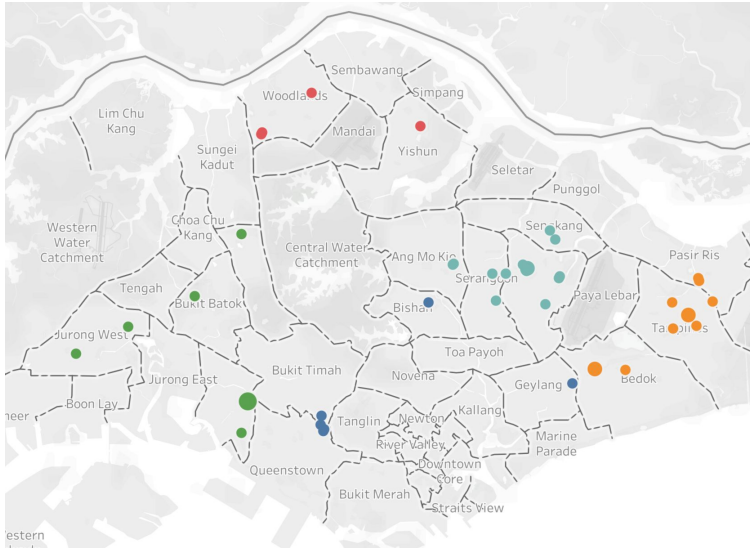 Sembawang
Woodlands
Simpang
Lim Chu
Kang
Mandai
Sungei
Kadut
Yishun
Seletar
Punggol
Choa Chu
Kang
Sengkang
Western
Water
Catchment
Central Water
Catchment
Ang Mo Kio
Pasir Ris
Serangoon
Tengah
Paya Lebar
Bukit Batok
Bishan
Tampines
Jurong West
Toa Payoh
Bukit Timah
Novena
Jurong East
Geylang
Bedok
Boon Lay
neer
Kallang
Tanglin
Newton
River Valley
Marine
Parade
Queenstown
Downtown
Core
Bukit Merah
Straits View
estern